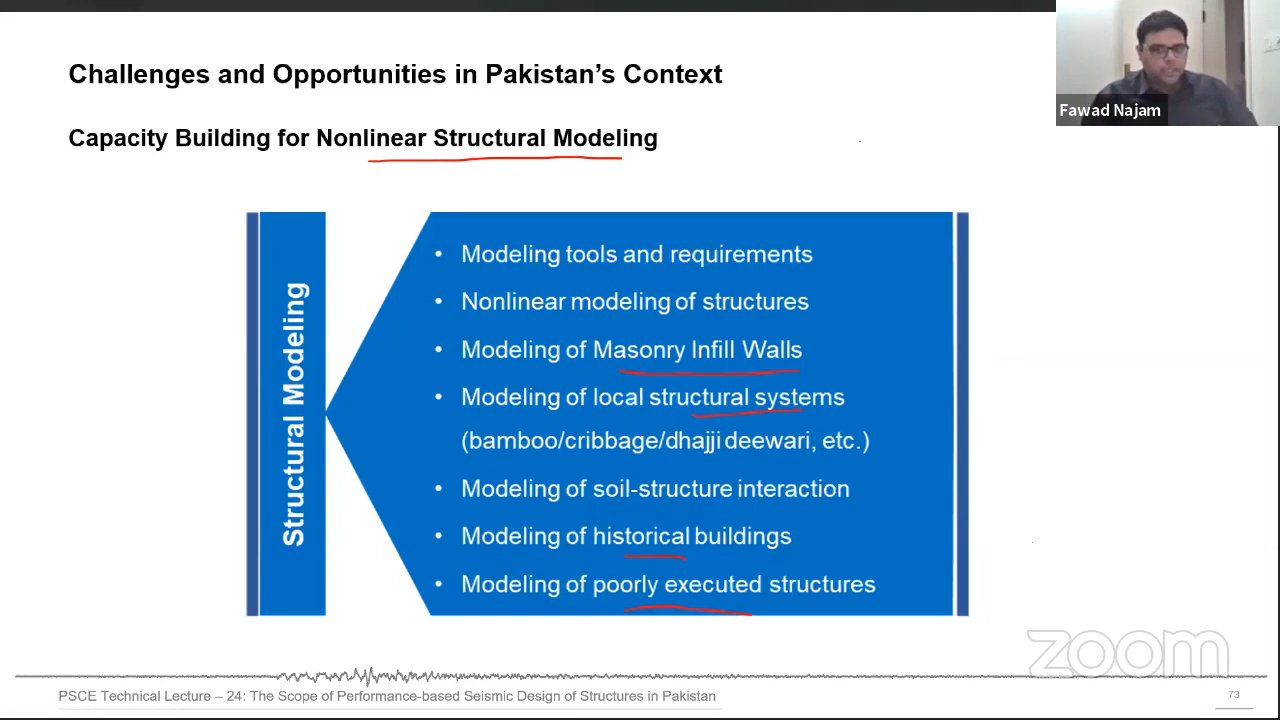 Challenges and Opportunities in Pakistan's Context
Fawad Najam
Capacity Building for Nonlinear Structural Modeling
Structural Modeling
• Modeling tools and requirements
• Nonlinear modeling of structures
• Modeling of Masonry Infill Walls
• Modeling of local structural systems
(bamboo/cribbage/dhajji deewari, etc.)
• Modeling of soil-structure interaction
• Modeling of historical buildings
• Modeling of poorly executed structures
zoom
PSCE Technical Lecture – 24: The Scope of Performance-based Seismic Design of Structures in Pakistan
73